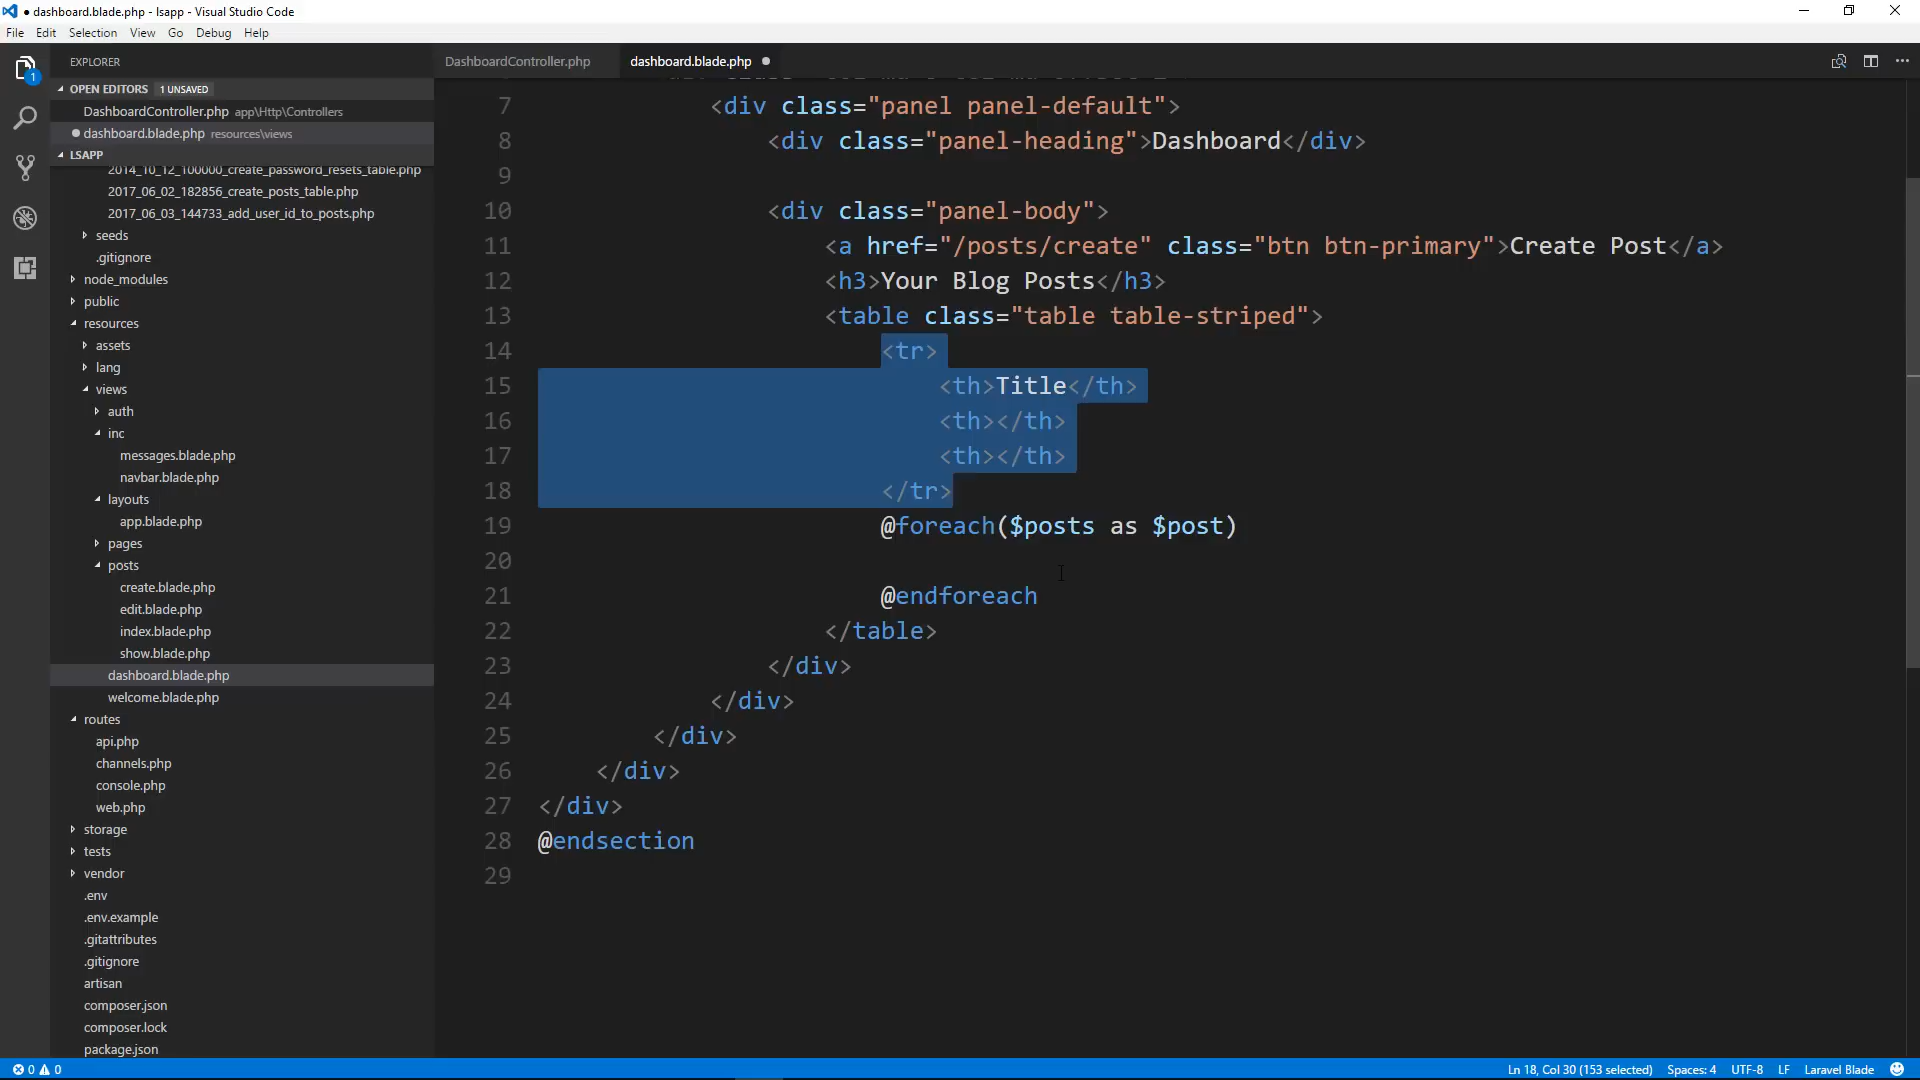 ● dashboard.blade.php - lsapp - Visual Studio Code
File Edit Selection View Go Debug Help
1
EXPLORER
OPEN EDITORS 1 UNSAVED
DashboardController.php app\Http\Controllers
● dashboard.blade.php resources\views
LSAPP
2014_10_12_100000_create_password_resets_table.php
2017_06_02_182856_create_posts_table.php
2017_06_03_144733_add_user_id_to_posts.php
seeds
.gitignore
node_modules
public
resources
assets
lang
views
auth
inc
messages.blade.php
navbar.blade.php
layouts
app.blade.php
pages
posts
create.blade.php
edit.blade.php
index.blade.php
show.blade.php
dashboard.blade.php
welcome.blade.php
routes
api.php
channels.php
console.php
web.php
storage
tests
vendor
.env
.env.example
.gitattributes
.gitignore
artisan
composer.json
composer.lock
package.json
DashboardController.php dashboard.blade.php ●
7 <div class="panel panel-default">
8 <div class="panel-heading">Dashboard</div>
9
10 <div class="panel-body">
11 <a href="/posts/create" class="btn btn-primary">Create Post</a>
12 <h3>Your Blog Posts</h3>
13 <table class="table table-striped">
14 <tr>
15 <th>Title</th>
16 <th></th>
17 <th></th>
18 </tr>
19 @foreach($posts as $post)
20
21 @endforeach
22 </table>
23 </div>
24 </div>
25 </div>
26 </div>
27 </div>
28 @endsection
29
0 0
Ln 18, Col 30 (153 selected) Spaces: 4 UTF-8 LF Laravel Blade